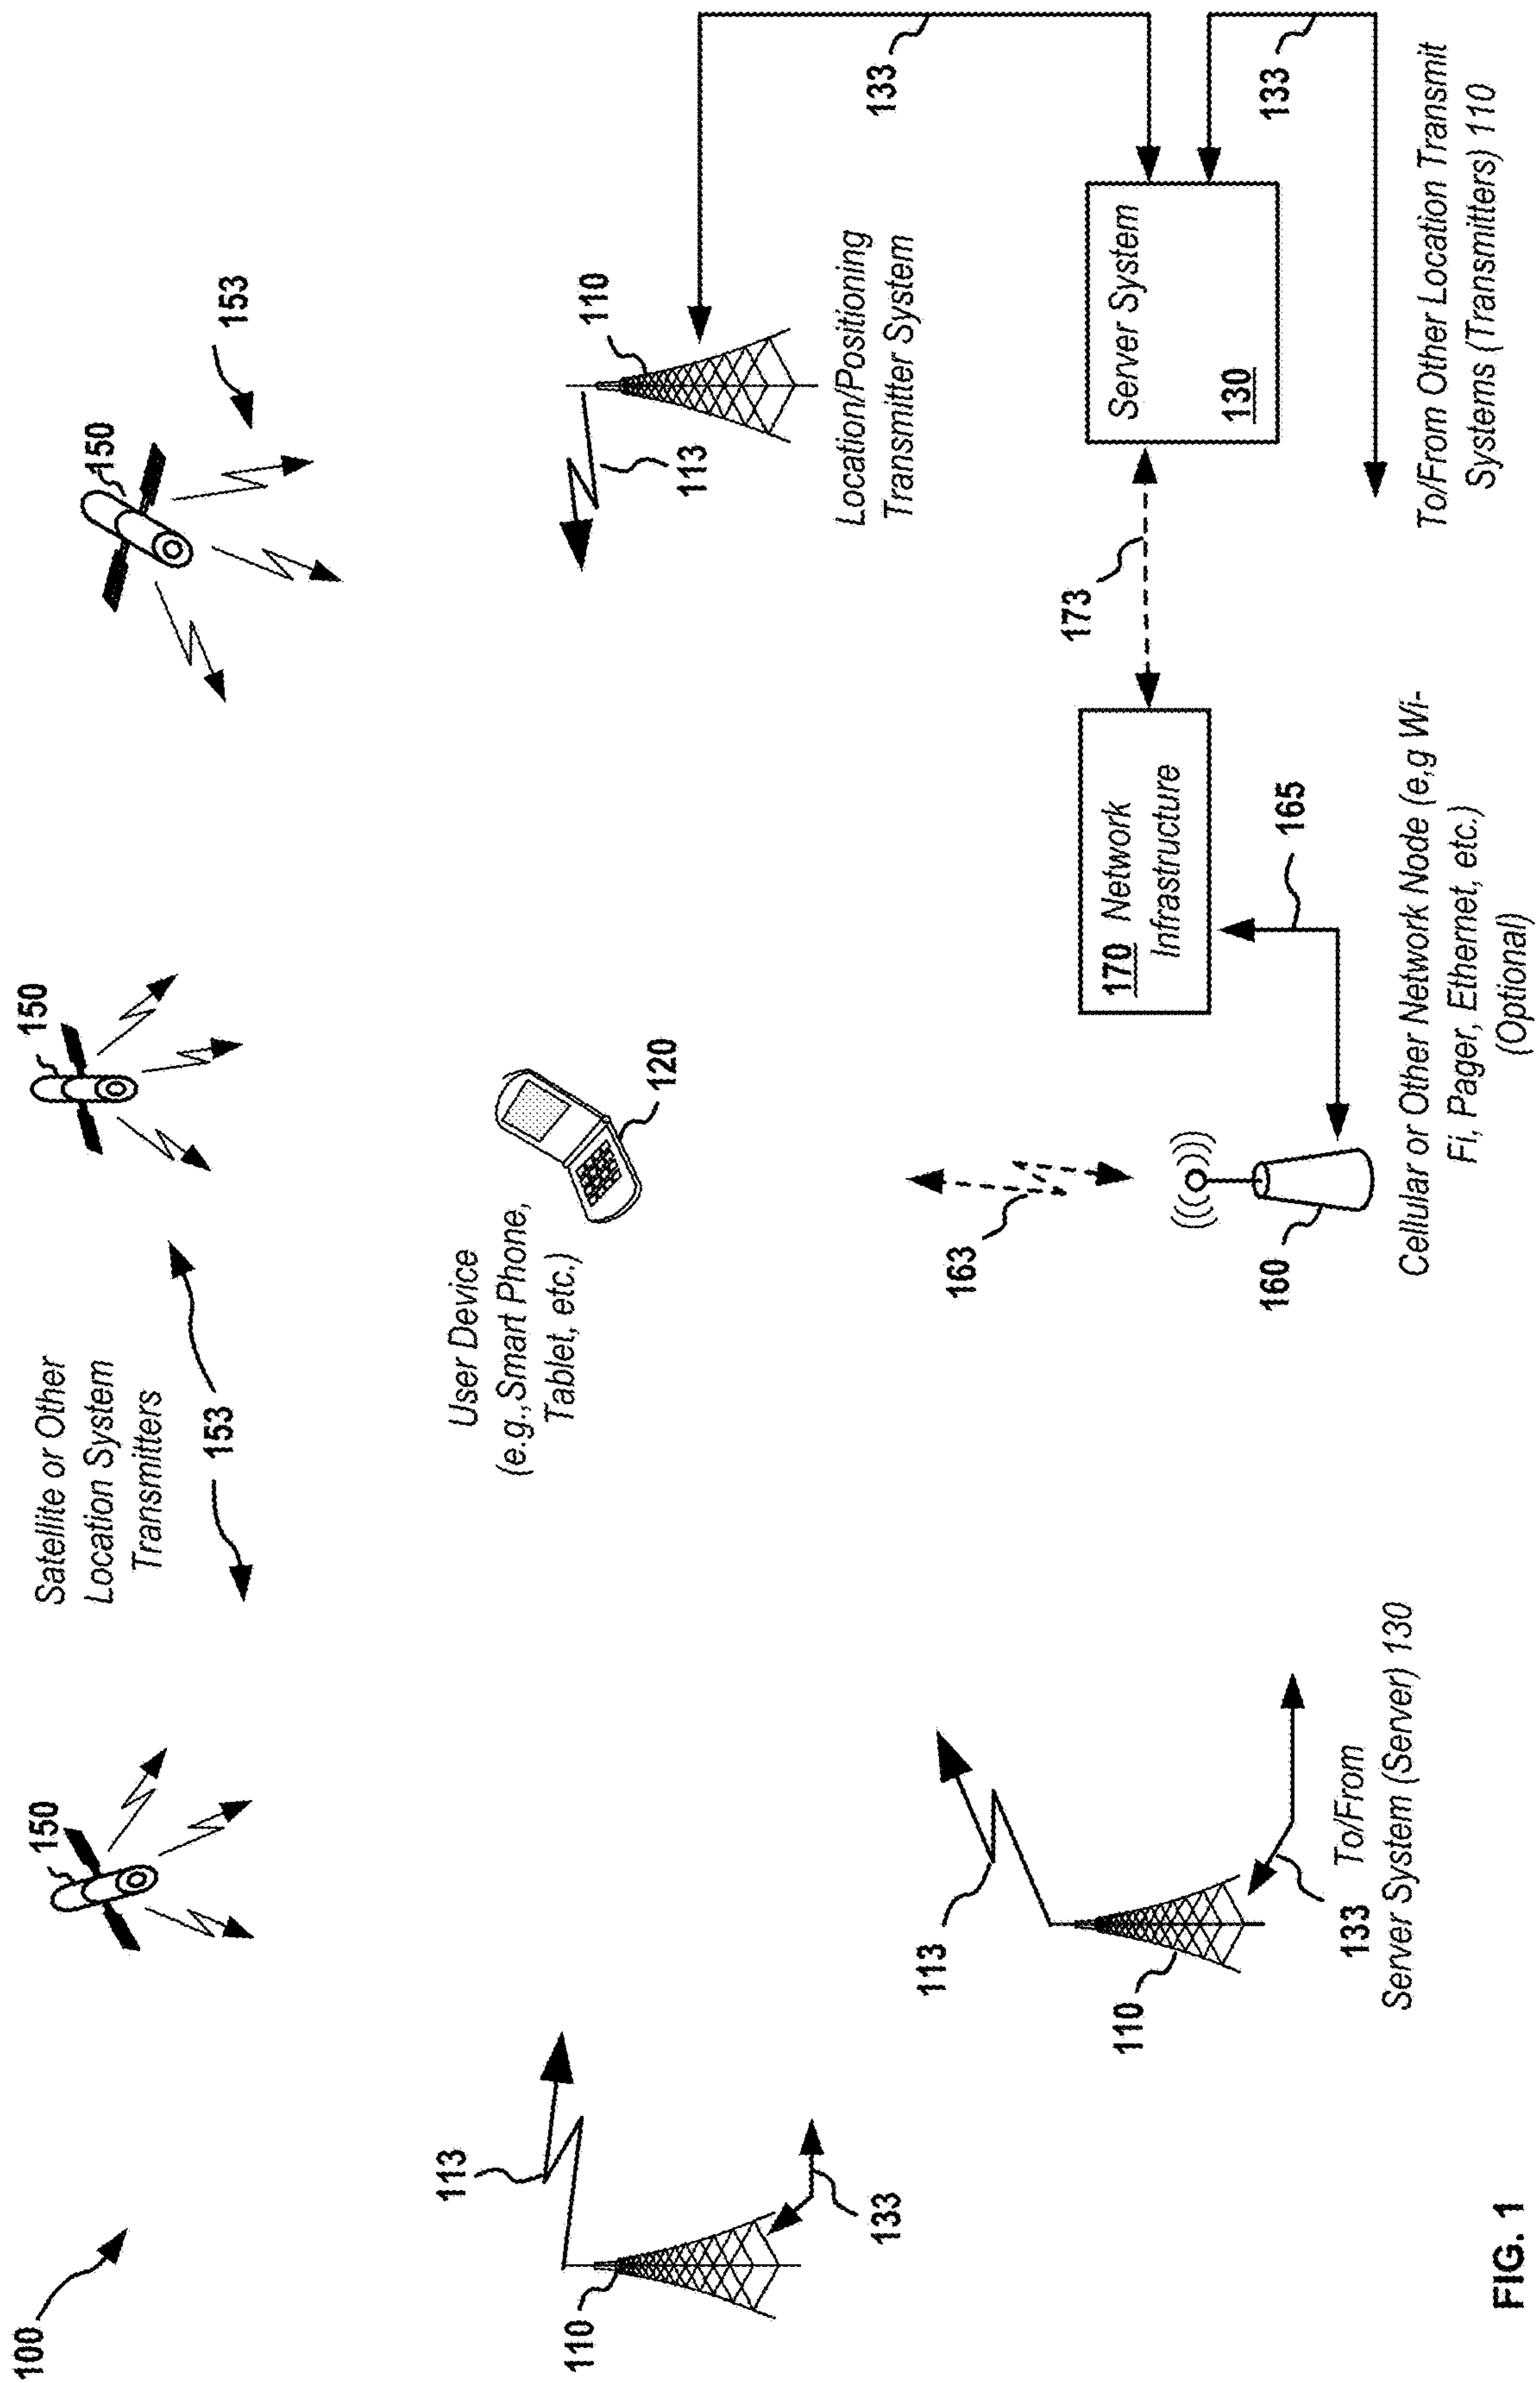 100
150
Satellite or Other
Location System
Transmitters
153
150
150
153
113
110
133
User Device
(e.g.,Smart Phone,
Tablet, etc.)
120
110
113
Location/Positioning
Transmitter System
133
113
110
133 To/From
Server System (Server) 130
163
160
Cellular or Other Network Node (e,g Wi-
Fi, Pager, Ethernet, etc.)
(Optional)
165
170 Network
Infrastructure
173
Server System
130
133
To/From Other Location Transmit
Systems (Transmitters) 110
FIG. 1